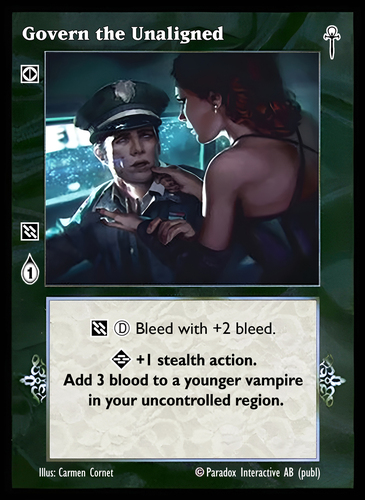 Govern the Unaligned
1
D Bleed with +2 bleed.
+1 stealth action.
Add 3 blood to a younger vampire
in your uncontrolled region.
Illus: Carmen Cornet
© Paradox Interactive AB (publ)